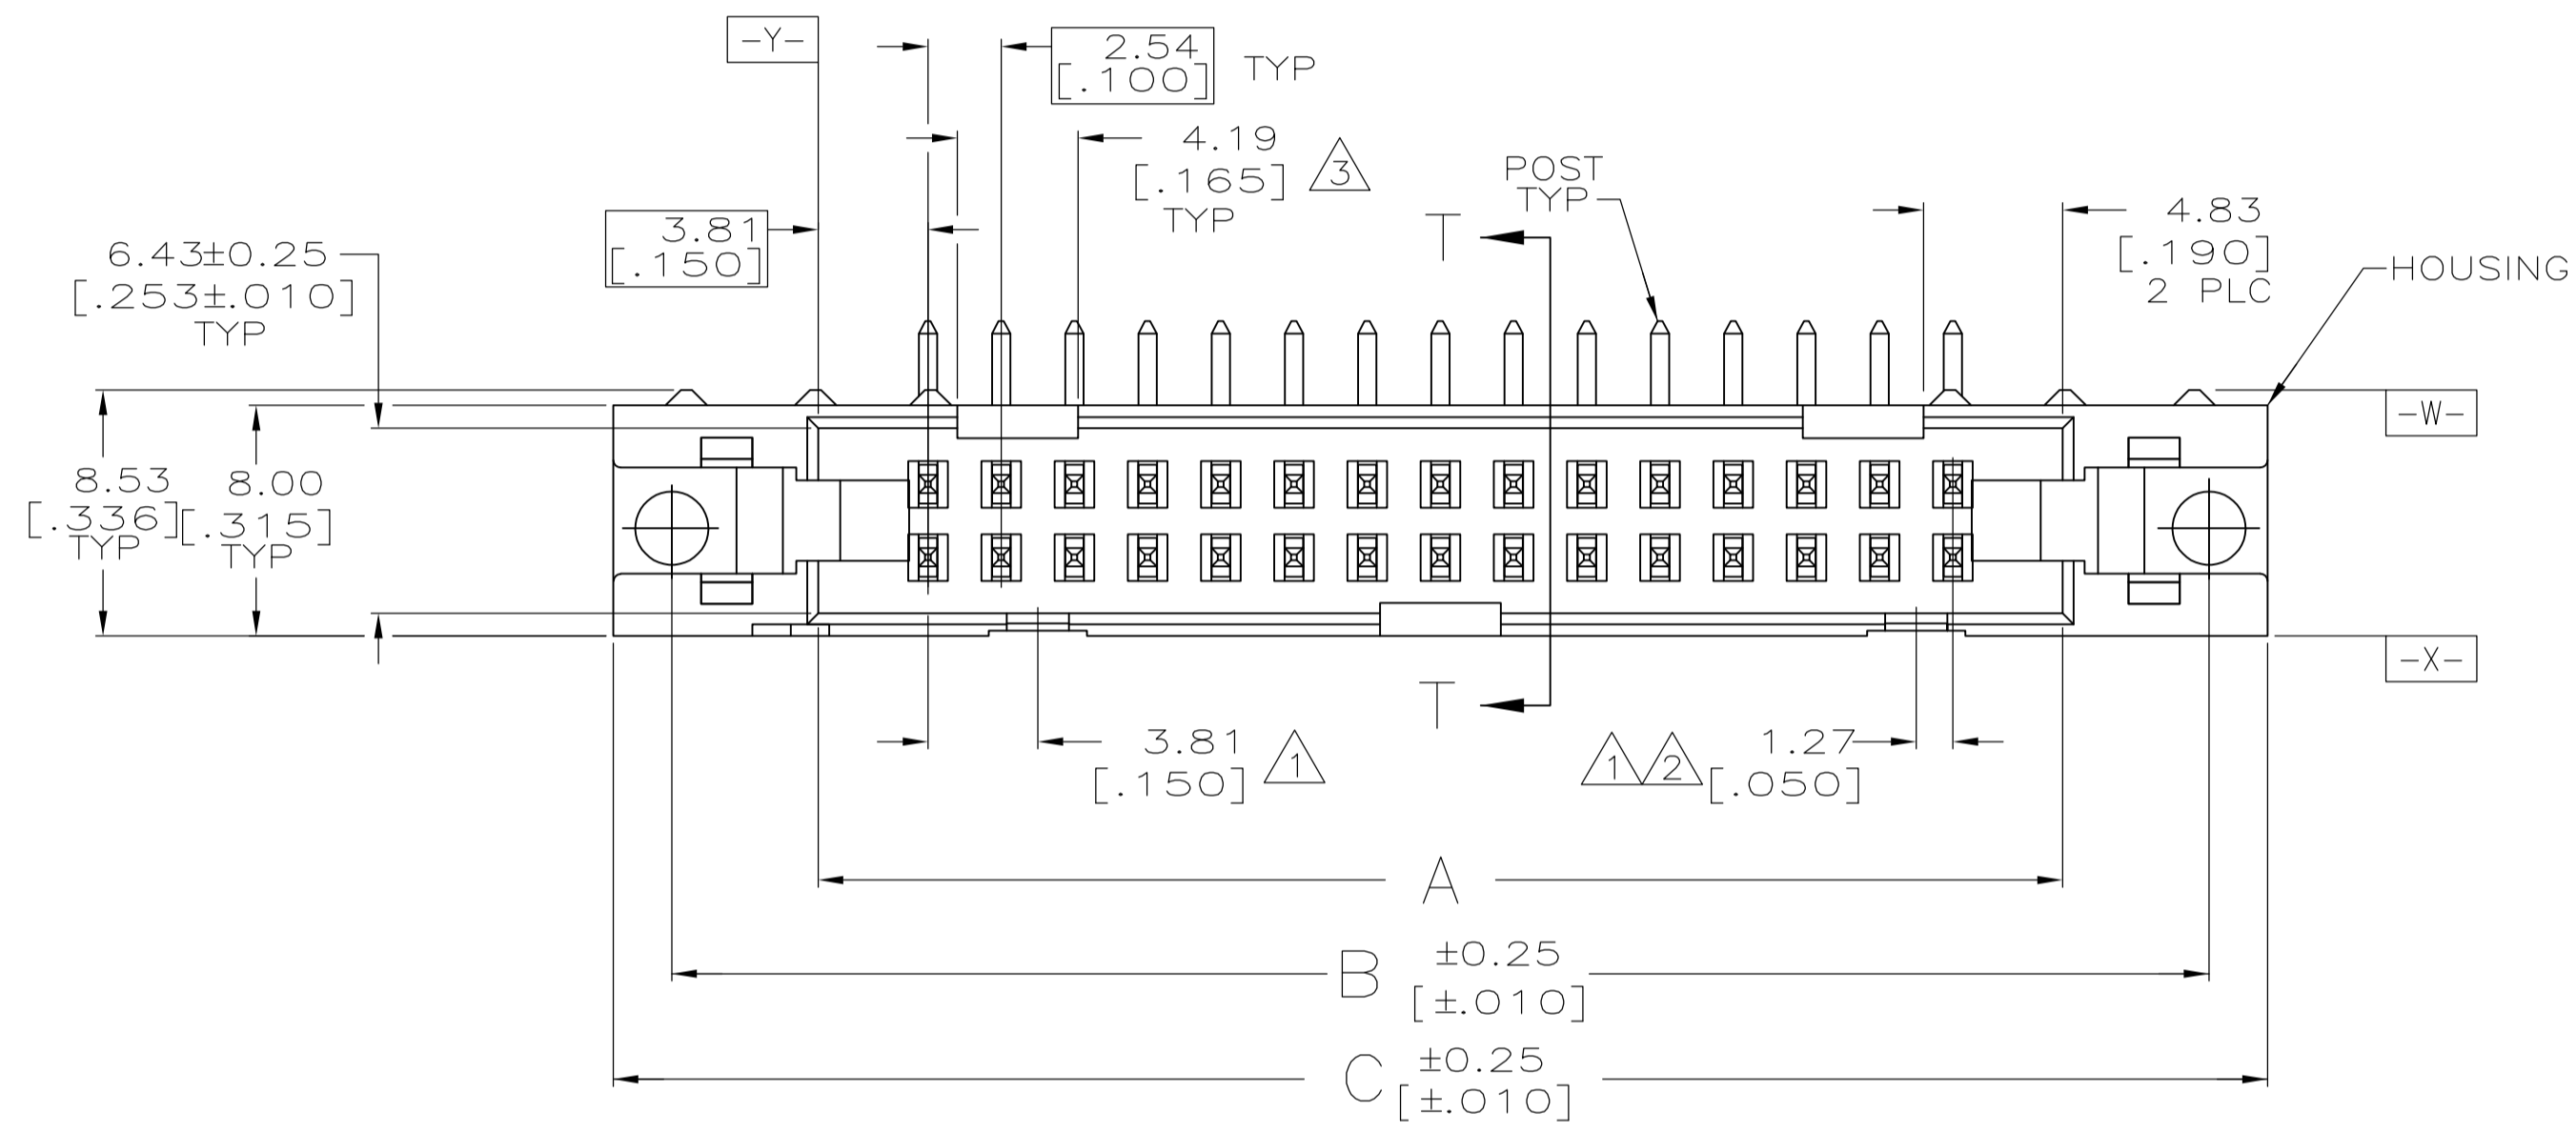 -Y-
2.54
[.100]
TYP
4.19
[.165]
TYP
3
POST
TYP
3.81
[.150]
T
4.83
[.190]
2 PLC
HOUSING
6.43±0.25
[.253±.010]
TYP
-W-
8.53
[.336]
TYP
8.00
[.315]
TYP
-X-
T
3.81
[.150]
1
1
2
1.27
[.050]
A
B ±0.25
[±.010]
C ±0.25
[±.010]